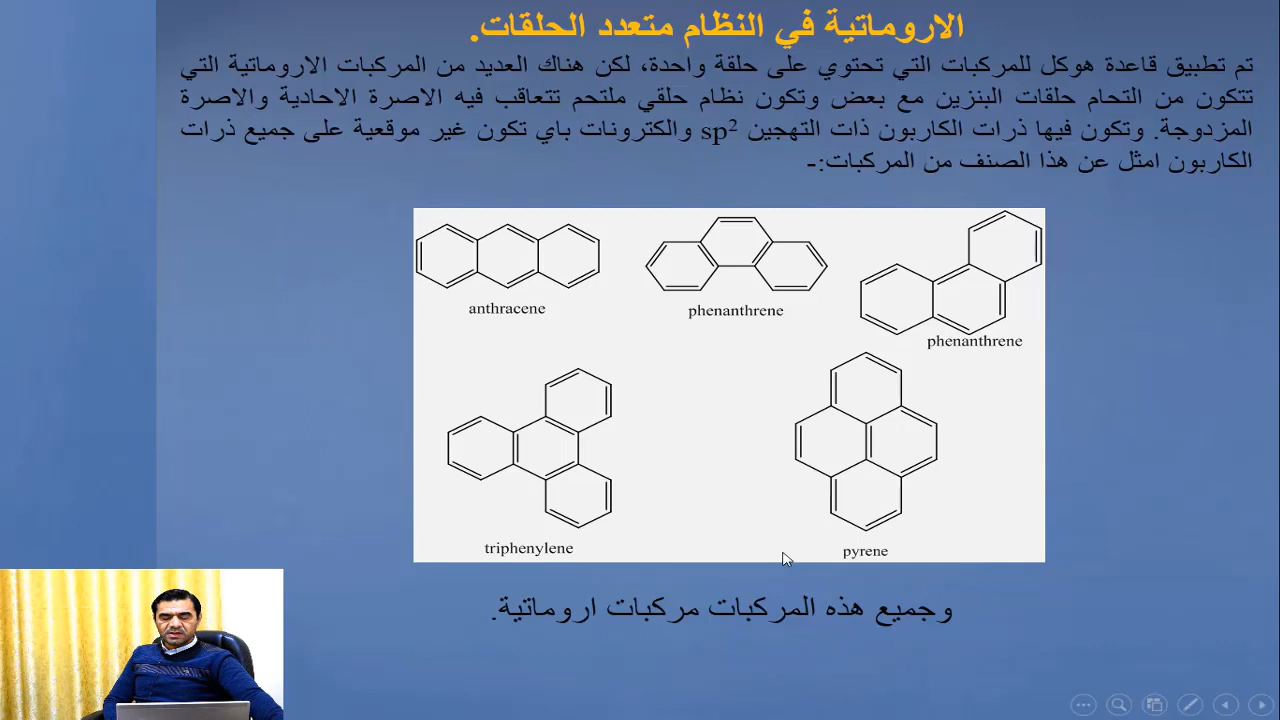 الاروماتية في النظام متعدد الحلقات.
تم تطبيق قاعدة هوكل للمركبات التي تحتوي على حلقة واحدة، لكن هناك العديد من المركبات الاروماتية التي
تتكون من التحام حلقات البنزين مع بعض وتكون نظام حلقي ملتحم تتعاقب فيه الاصرة الاحادية والاصرة
المزدوجة. وتكون فيها ذرات الكاربون ذات التهجين sp² والكترونات باي تكون غير موقعية على جميع ذرات
الكاربون امثل عن هذا الصنف من المركبات:-
anthracene
phenanthrene
phenanthrene
triphenylene
pyrene
وجميع هذه المركبات مركبات اروماتية.